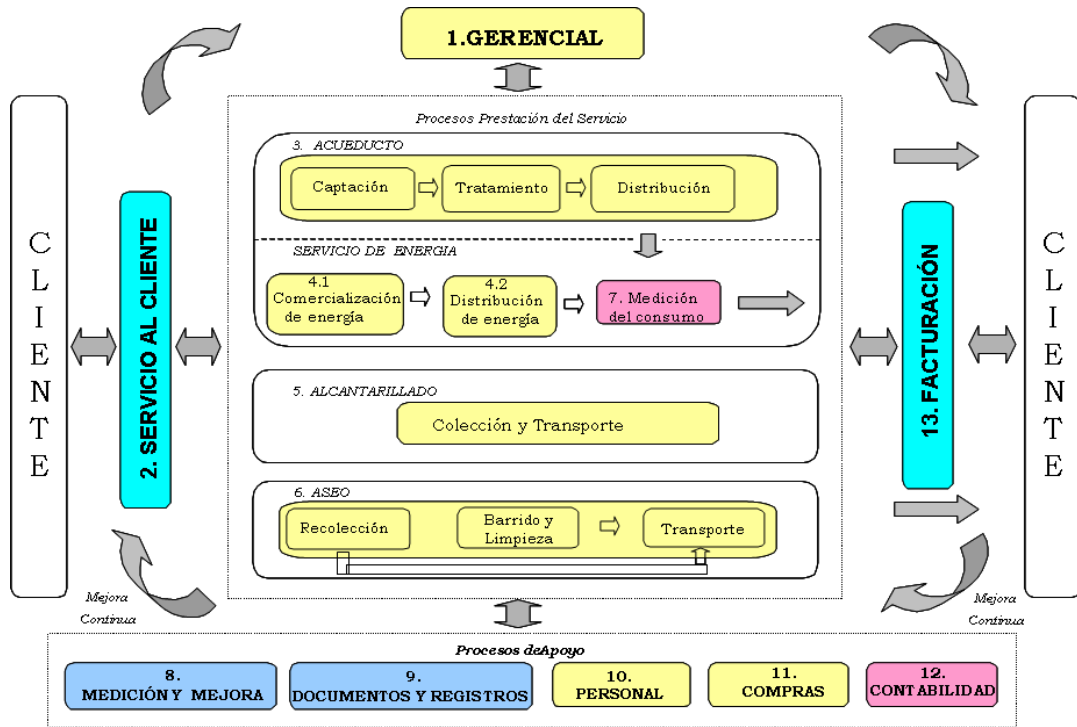 1.GERENCIAL
Procesos Prestación del Servicio
3. ACUEDUCTO
Captación
Tratamiento
Distribución
SERVICIO DE ENERGIA
4.1
Comercialización
de energía
4.2
Distribución
de energía
7. Medición
del consumo
5. ALCANTARILLADO
Colección y Transporte
6. ASEO
Recolección
Barrido y
Limpieza
Transporte
CLIENTE
2. SERVICIO AL CLIENTE
13. FACTURACIÓN
CLIENTE
Mejora
Continua
Mejora
Continua
Procesos deApoyo
8.
MEDICIÓN Y MEJORA
9.
DOCUMENTOS Y REGISTROS
10.
PERSONAL
11.
COMPRAS
12.
CONTABILIDAD